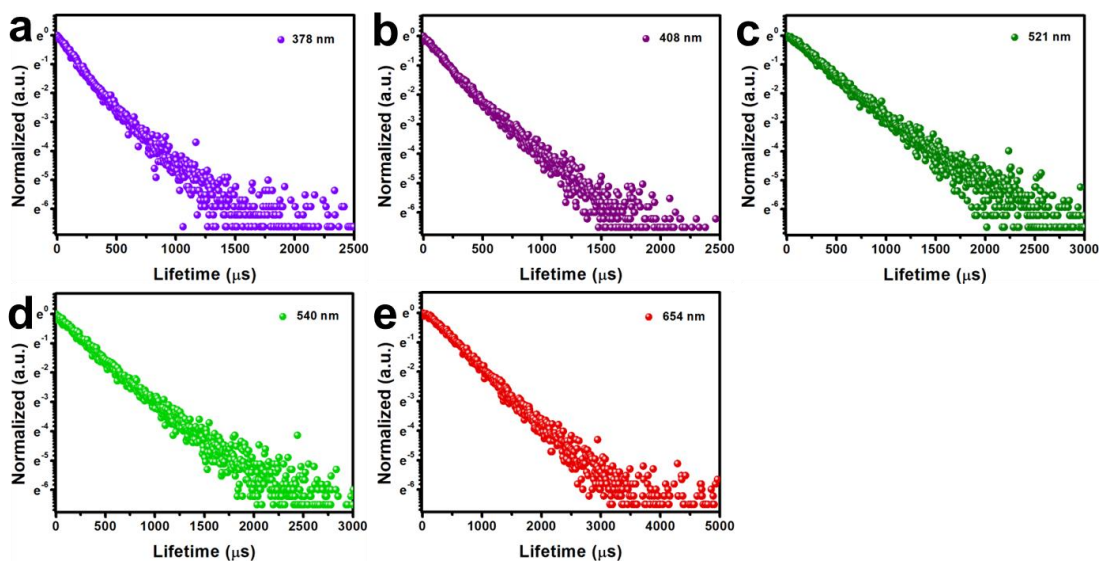 a
378 nm
Normalized (a.u.)
e⁰
e⁻¹
e⁻²
e⁻³
e⁻⁴
e⁻⁵
e⁻⁶
0 500 1000 1500 2000 2500
Lifetime (μs)
b
408 nm
Normalized (a.u.)
e⁰
e⁻¹
e⁻²
e⁻³
e⁻⁴
e⁻⁵
e⁻⁶
0 500 1000 1500 2000 2500
Lifetime (μs)
c
521 nm
Normalized (a.u.)
e⁰
e⁻¹
e⁻²
e⁻³
e⁻⁴
e⁻⁵
e⁻⁶
0 500 1000 1500 2000 2500 3000
Lifetime (μs)
d
540 nm
Normalized (a.u.)
e⁰
e⁻¹
e⁻²
e⁻³
e⁻⁴
e⁻⁵
e⁻⁶
0 500 1000 1500 2000 2500 3000
Lifetime (μs)
e
654 nm
Normalized (a.u.)
e⁰
e⁻¹
e⁻²
e⁻³
e⁻⁴
e⁻⁵
e⁻⁶
0 1000 2000 3000 4000 5000
Lifetime (μs)